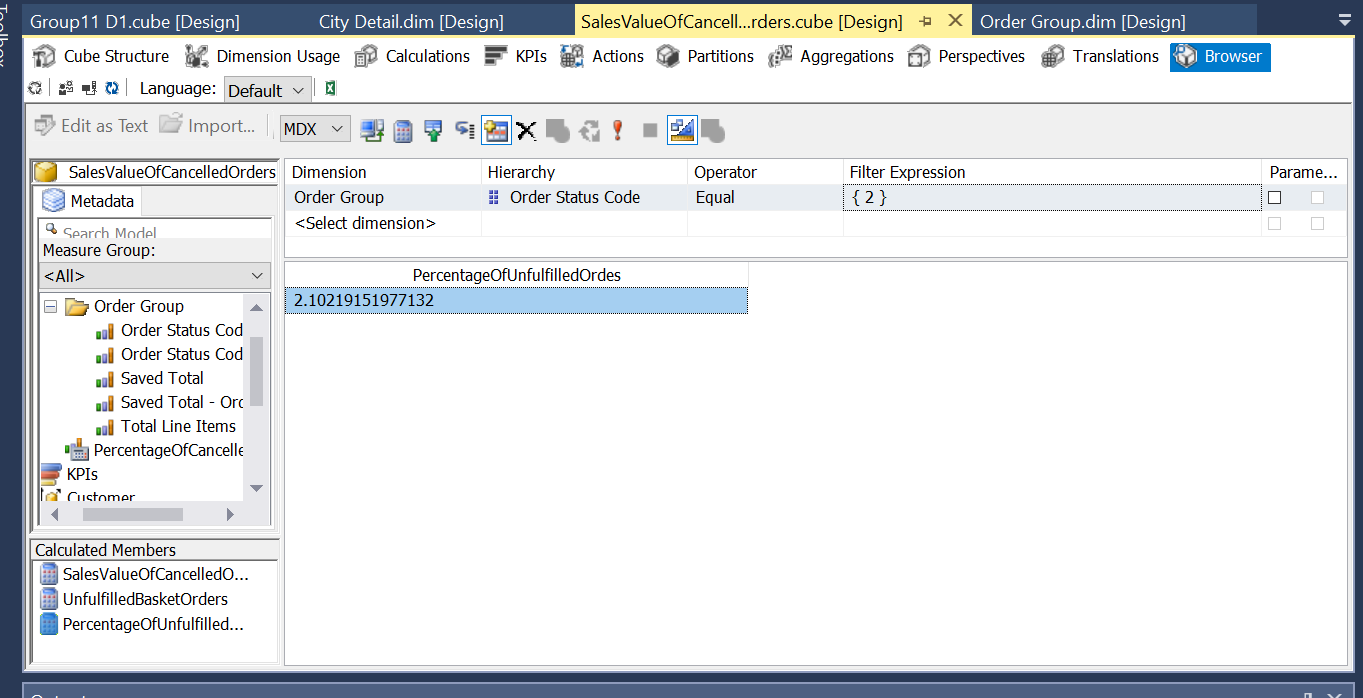 Toolbox
Group11 D1.cube [Design]
City Detail.dim [Design]
SalesValueOfCancell...rders.cube [Design]
Order Group.dim [Design]
Cube Structure
Dimension Usage
Calculations
KPIs
Actions
Partitions
Aggregations
Perspectives
Translations
Browser
Language:
Default
Edit as Text
Import...
MDX
SalesValueOfCancelledOrders
Metadata
Search Model
Measure Group:
<All>
Order Group
Order Status Cod
Order Status Cod
Saved Total
Saved Total - Orc
Total Line Items
PercentageOfCancelle
KPIs
Customer
Calculated Members
SalesValueOfCancelledO...
UnfulfilledBasketOrders
PercentageOfUnfulfilled...
Dimension Hierarchy Operator Filter Expression Parame...
Order Group Order Status Code Equal { 2 }
<Select dimension>
PercentageOfUnfulfilledOrdes
2.10219151977132